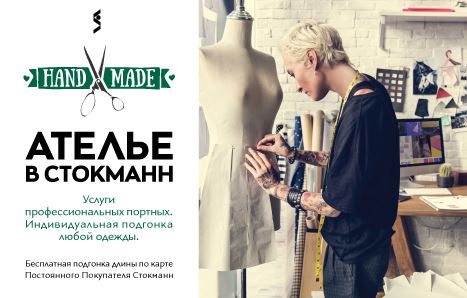 HAND MADE
АТЕЛЬЕ
В СТОКМАНН
Услуги
профессиональных портных.
Индивидуальная подгонка
любой одежды.
Бесплатная подгонка длины по карте
Постоянного Покупателя Стокманн